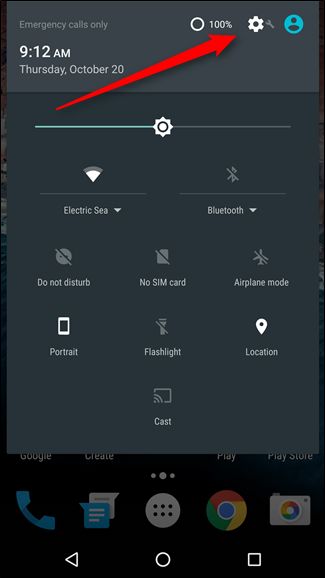 Emergency calls only 100%
9:12 AM
Thursday, October 20
Electric Sea Bluetooth
Do not disturb No SIM card Airplane mode
Portrait Flashlight Location
Cast
Google Create Play Play Store